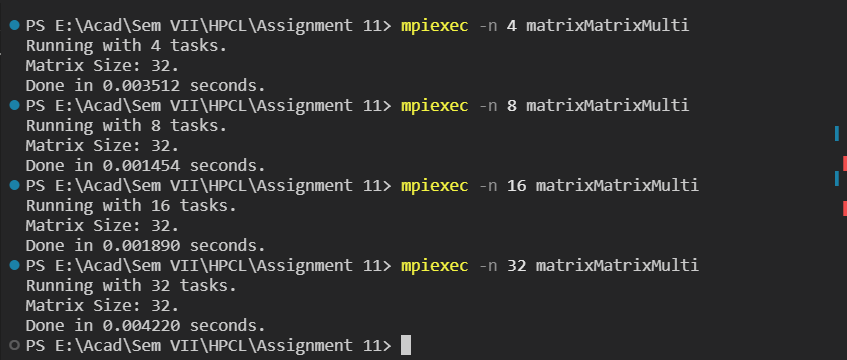 PS E:\Acad\Sem VII\HPCL\Assignment 11> mpiexec -n 4 matrixMatrixMulti
Running with 4 tasks.
Matrix Size: 32.
Done in 0.003512 seconds.
PS E:\Acad\Sem VII\HPCL\Assignment 11> mpiexec -n 8 matrixMatrixMulti
Running with 8 tasks.
Matrix Size: 32.
Done in 0.001454 seconds.
PS E:\Acad\Sem VII\HPCL\Assignment 11> mpiexec -n 16 matrixMatrixMulti
Running with 16 tasks.
Matrix Size: 32.
Done in 0.001890 seconds.
PS E:\Acad\Sem VII\HPCL\Assignment 11> mpiexec -n 32 matrixMatrixMulti
Running with 32 tasks.
Matrix Size: 32.
Done in 0.004220 seconds.
PS E:\Acad\Sem VII\HPCL\Assignment 11>